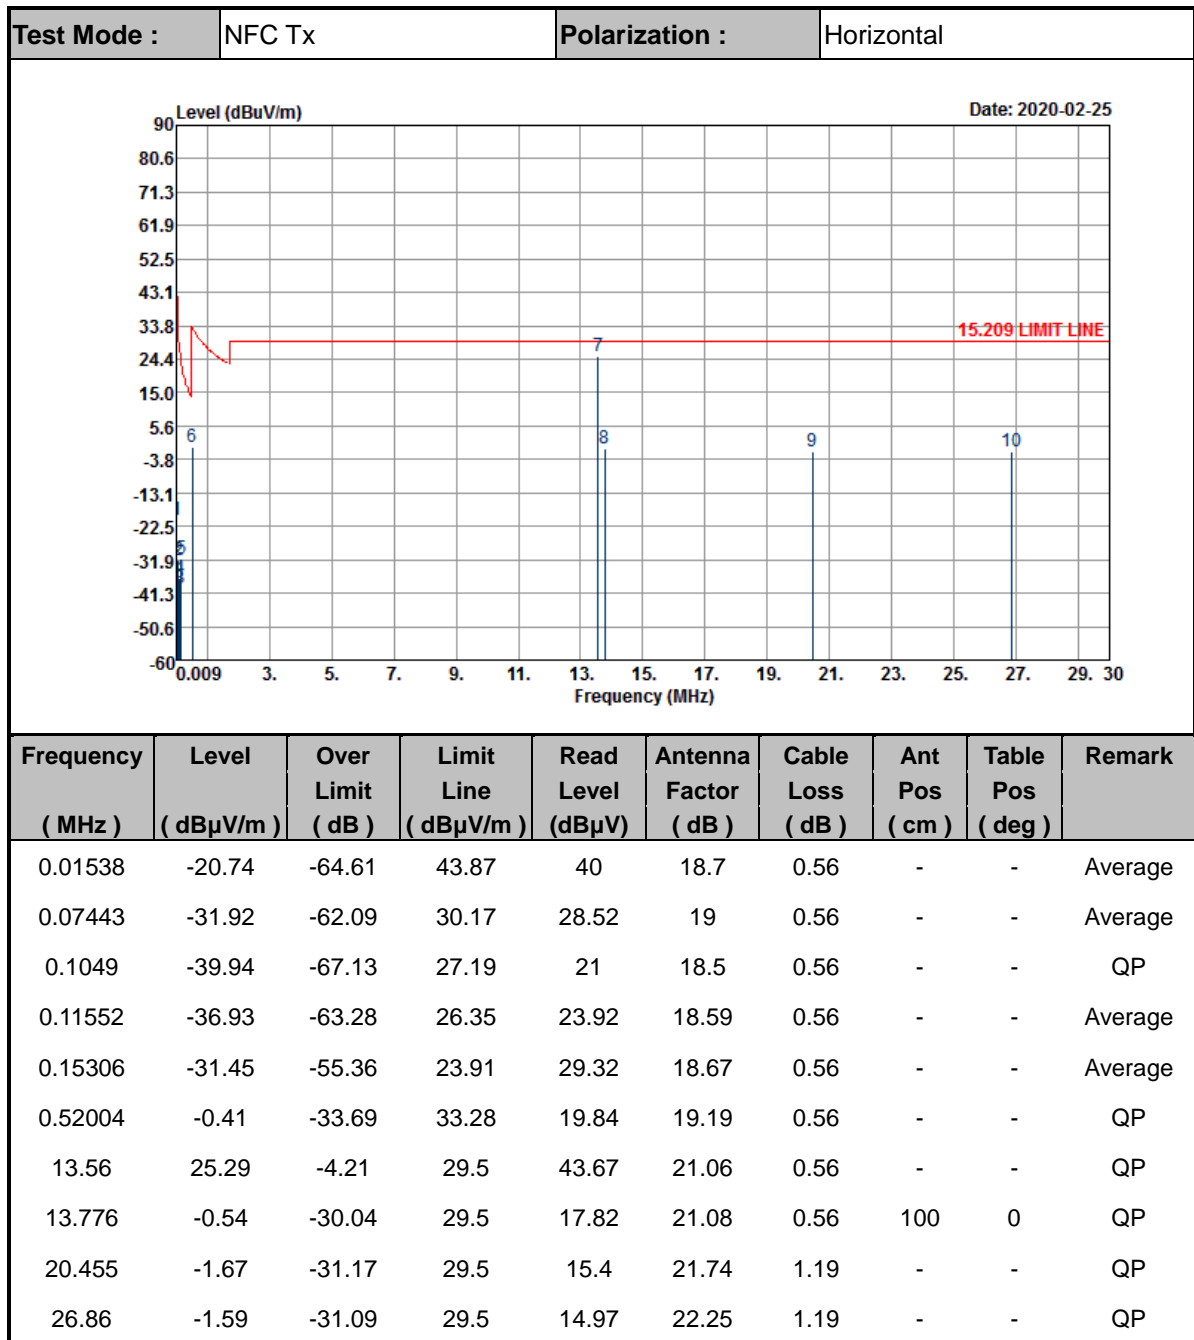 Test Mode : NFC Tx Polarization : Horizontal
Level (dBuV/m) Date: 2020-02-25
90
80.6
71.3
61.9
52.5
43.1
33.8 15.209 LIMIT LINE
7
24.4
15.0
5.6 6 8 9 10
-3.8
-13.1
-22.5
5
-31.9
-41.3
-50.6
-60
0.009 3. 5. 7. 9. 11. 13. 15. 17. 19. 21. 23. 25. 27. 29. 30
Frequency (MHz)
Frequency Level Over Limit Read Antenna Cable Ant Table Remark
Limit Line Level Factor Loss Pos Pos
( MHz ) ( dBµV/m ) ( dB ) ( dBµV/m ) (dBµV) ( dB ) ( dB ) ( cm ) ( deg )
0.01538 -20.74 -64.61 43.87 40 18.7 0.56 - - Average
0.07443 -31.92 -62.09 30.17 28.52 19 0.56 - - Average
0.1049 -39.94 -67.13 27.19 21 18.5 0.56 - - QP
0.11552 -36.93 -63.28 26.35 23.92 18.59 0.56 - - Average
0.15306 -31.45 -55.36 23.91 29.32 18.67 0.56 - - Average
0.52004 -0.41 -33.69 33.28 19.84 19.19 0.56 - - QP
13.56 25.29 -4.21 29.5 43.67 21.06 0.56 - - QP
13.776 -0.54 -30.04 29.5 17.82 21.08 0.56 100 0 QP
20.455 -1.67 -31.17 29.5 15.4 21.74 1.19 - - QP
26.86 -1.59 -31.09 29.5 14.97 22.25 1.19 - - QP